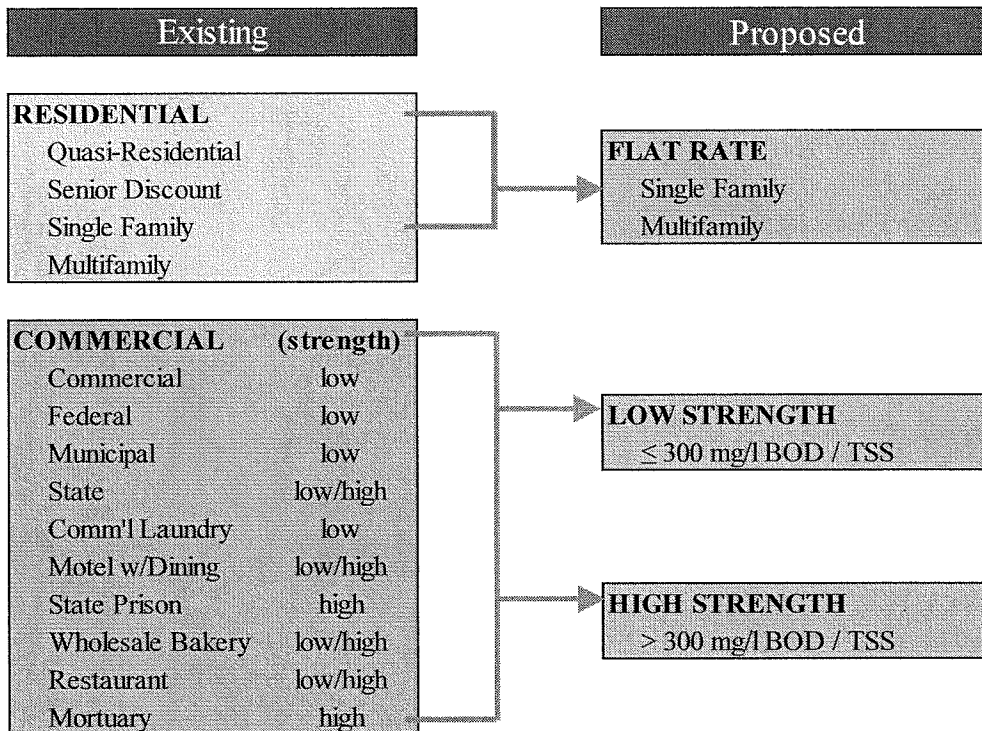 Existing
Proposed
RESIDENTIAL
Quasi-Residential
Senior Discount
Single Family
Multifamily
FLAT RATE
Single Family
Multifamily
COMMERCIAL (strength)
Commercial low
Federal low
Municipal low
State low/high
Comm'l Laundry low
Motel w/Dining low/high
State Prison high
Wholesale Bakery low/high
Restaurant low/high
Mortuary high
LOW STRENGTH
≤ 300 mg/l BOD / TSS
HIGH STRENGTH
> 300 mg/l BOD / TSS